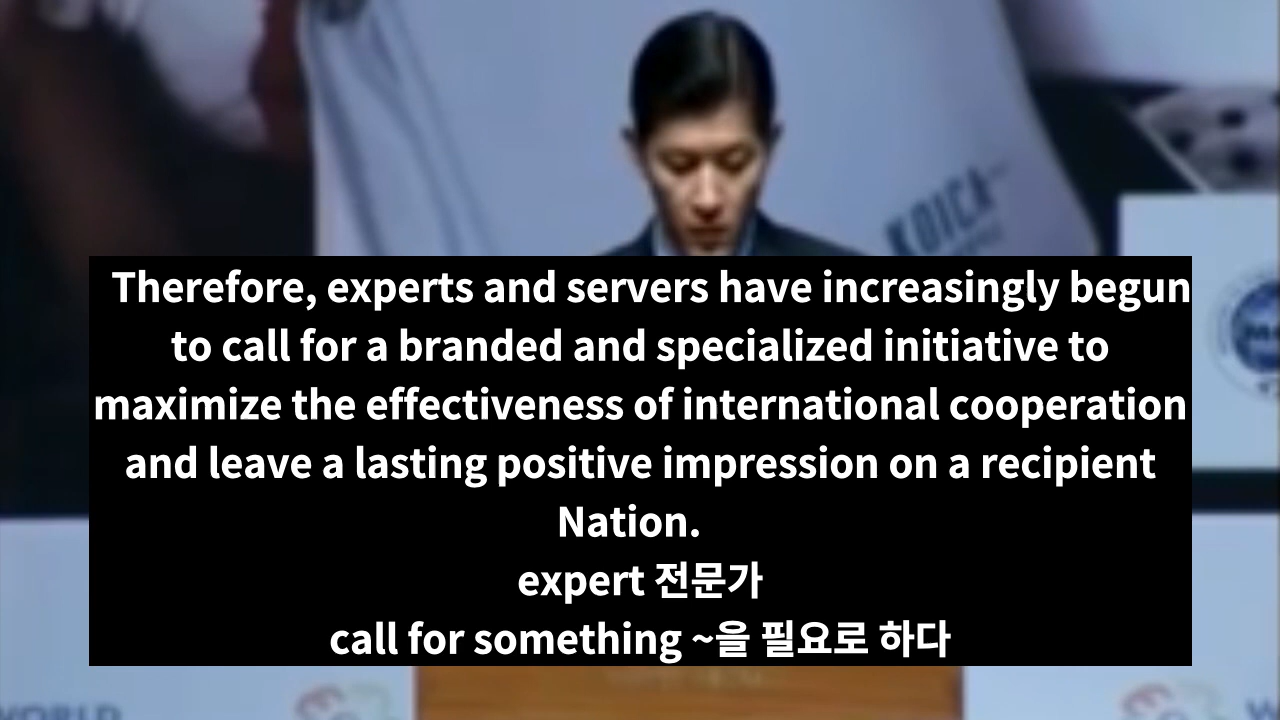 KOICA
Therefore, experts and servers have increasingly begun
to call for a branded and specialized initiative to
maximize the effectiveness of international cooperation
and leave a lasting positive impression on a recipient
Nation.
expert 전문가
call for something ~을 필요로 하다
WORLD